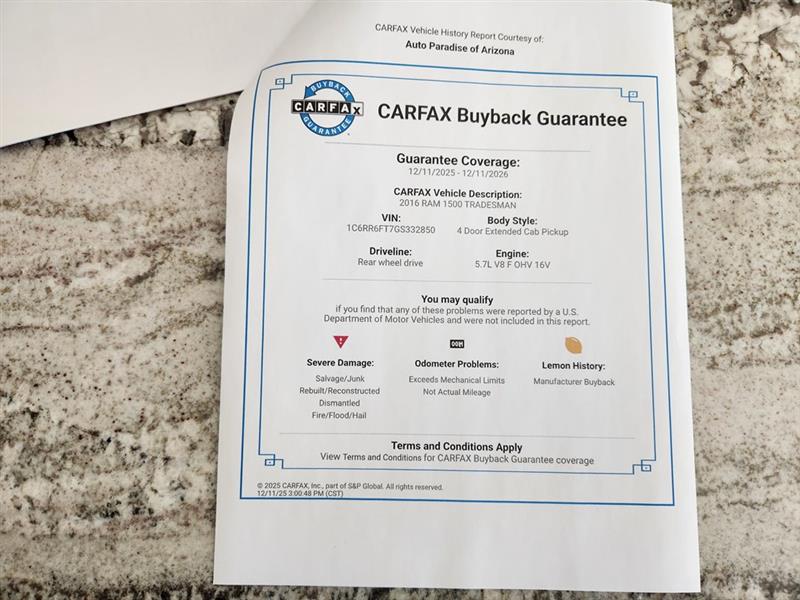 CARFAX Vehicle History Report Courtesy of:
Auto Paradise of Arizona
BUYBACK
CARFAX
GUARANTEE
CARFAX Buyback Guarantee
Guarantee Coverage:
12/11/2025 - 12/11/2026
CARFAX Vehicle Description:
2016 RAM 1500 TRADESMAN
VIN:
1C6RR6FT7GS332850
Body Style:
4 Door Extended Cab Pickup
Driveline:
Rear wheel drive
Engine:
5.7L V8 F OHV 16V
You may qualify
if you find that any of these problems were reported by a U.S.
Department of Motor Vehicles and were not included in this report.
Severe Damage:
Salvage/Junk
Rebuilt/Reconstructed
Dismantled
Fire/Flood/Hail
OOM
Odometer Problems:
Exceeds Mechanical Limits
Not Actual Mileage
Lemon History:
Manufacturer Buyback
Terms and Conditions Apply
View Terms and Conditions for CARFAX Buyback Guarantee coverage
© 2025 CARFAX, Inc., part of S&P Global. All rights reserved.
12/11/25 3:00:48 PM (CST)